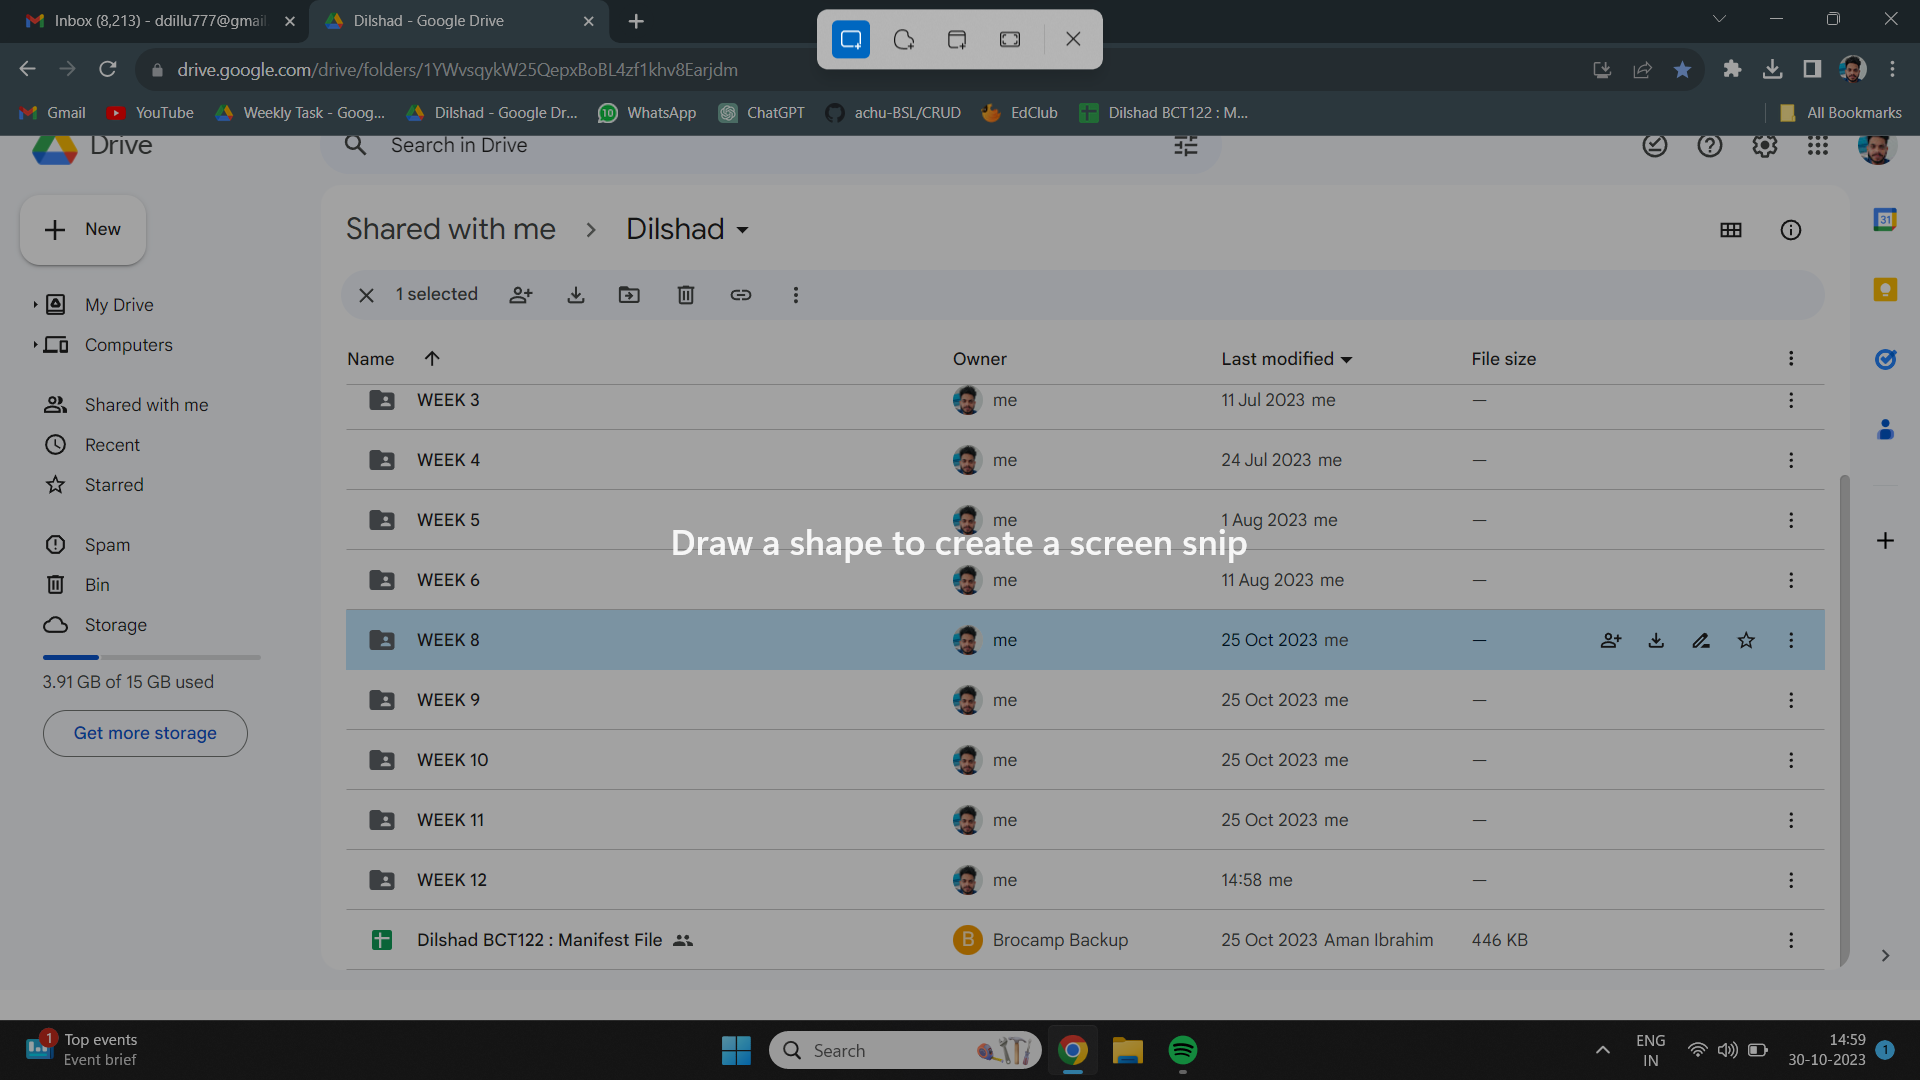 Inbox (8,213) - ddillu777@gmail
Dilshad - Google Drive
drive.google.com/drive/folders/1YWvsqykW25QepxBoBL4zf1khv8Earjdm
Gmail
YouTube
Weekly Task - Goog...
Dilshad - Google Dr...
10
WhatsApp
ChatGPT
achu-BSL/CRUD
EdClub
Dilshad BCT122 : M...
All Bookmarks
Drive
Search in Drive
New
Shared with me > Dilshad
31
1 selected
My Drive
Computers
Shared with me
Recent
Starred
Spam
Bin
Storage
3.91 GB of 15 GB used
Get more storage
Name Owner Last modified File size
WEEK 3 me 11 Jul 2023 me —
WEEK 4 me 24 Jul 2023 me —
WEEK 5 me 1 Aug 2023 me —
Draw a shape to create a screen snip
WEEK 6 me 11 Aug 2023 me —
WEEK 8 me 25 Oct 2023 me —
WEEK 9 me 25 Oct 2023 me —
WEEK 10 me 25 Oct 2023 me —
WEEK 11 me 25 Oct 2023 me —
WEEK 12 me 14:58 me —
Dilshad BCT122 : Manifest File B Brocamp Backup 25 Oct 2023 Aman Ibrahim 446 KB
1
Top events
Event brief
Search
ENG
IN
14:59
30-10-2023
1